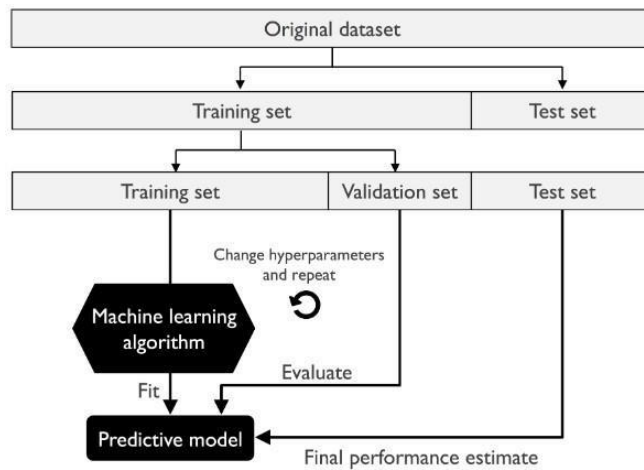 Original dataset
Training set
Test set
Training set
Validation set
Test set
Change hyperparameters
and repeat
Machine learning
algorithm
Fit
Evaluate
Predictive model
Final performance estimate